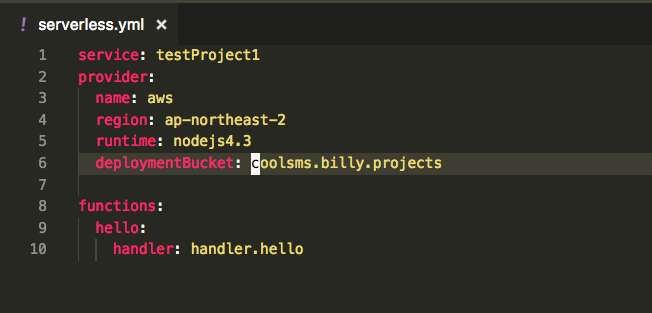 ! serverless.yml ×
1 service: testProject1
2 provider:
3 name: aws
4 region: ap-northeast-2
5 runtime: nodejs4.3
6 deploymentBucket: coolsms.billy.projects
7
8 functions:
9 hello:
10 handler: handler.hello